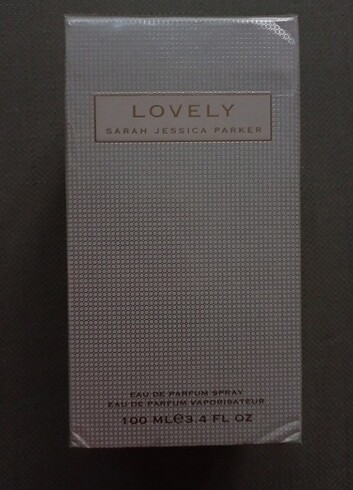 LOVELY
SARAH JESSICA PARKER
EAU DE PARFUM SPRAY
EAU DE PARFUM VAPORISATEUR
100 ML℮3.4 FL OZ